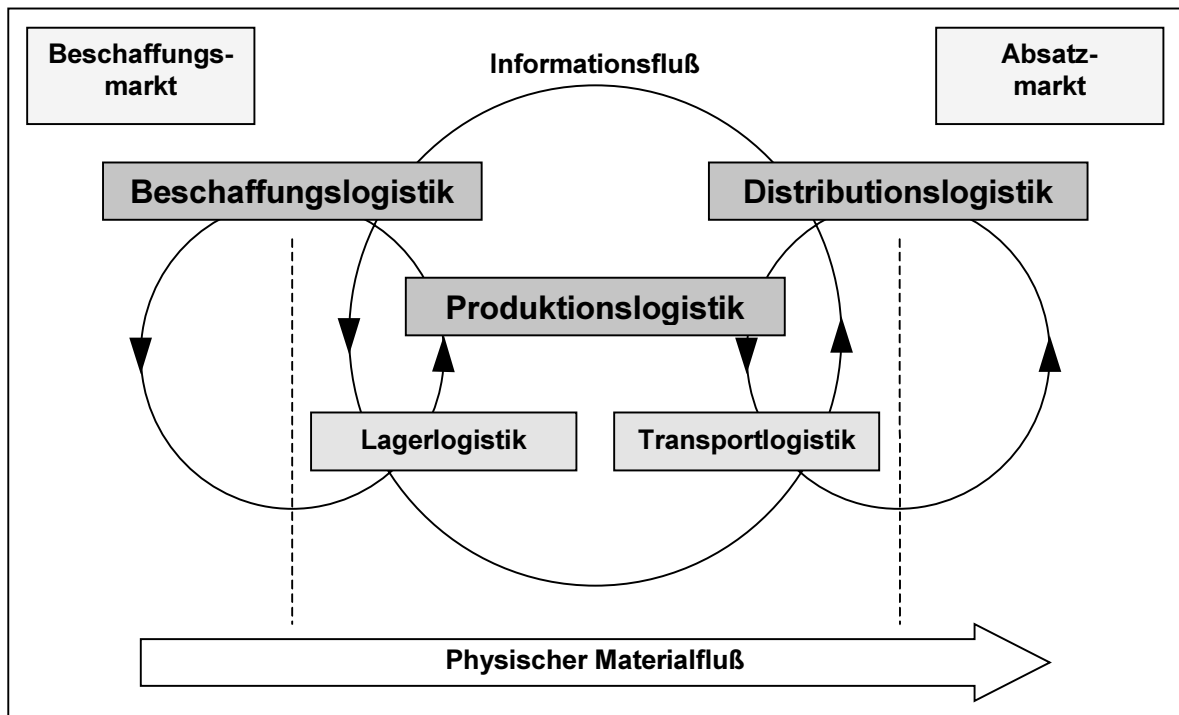 Beschaffungs-
markt
Informationsfluß
Absatz-
markt
Beschaffungslogistik
Distributionslogistik
Produktionslogistik
Lagerlogistik
Transportlogistik
Physischer Materialfluß